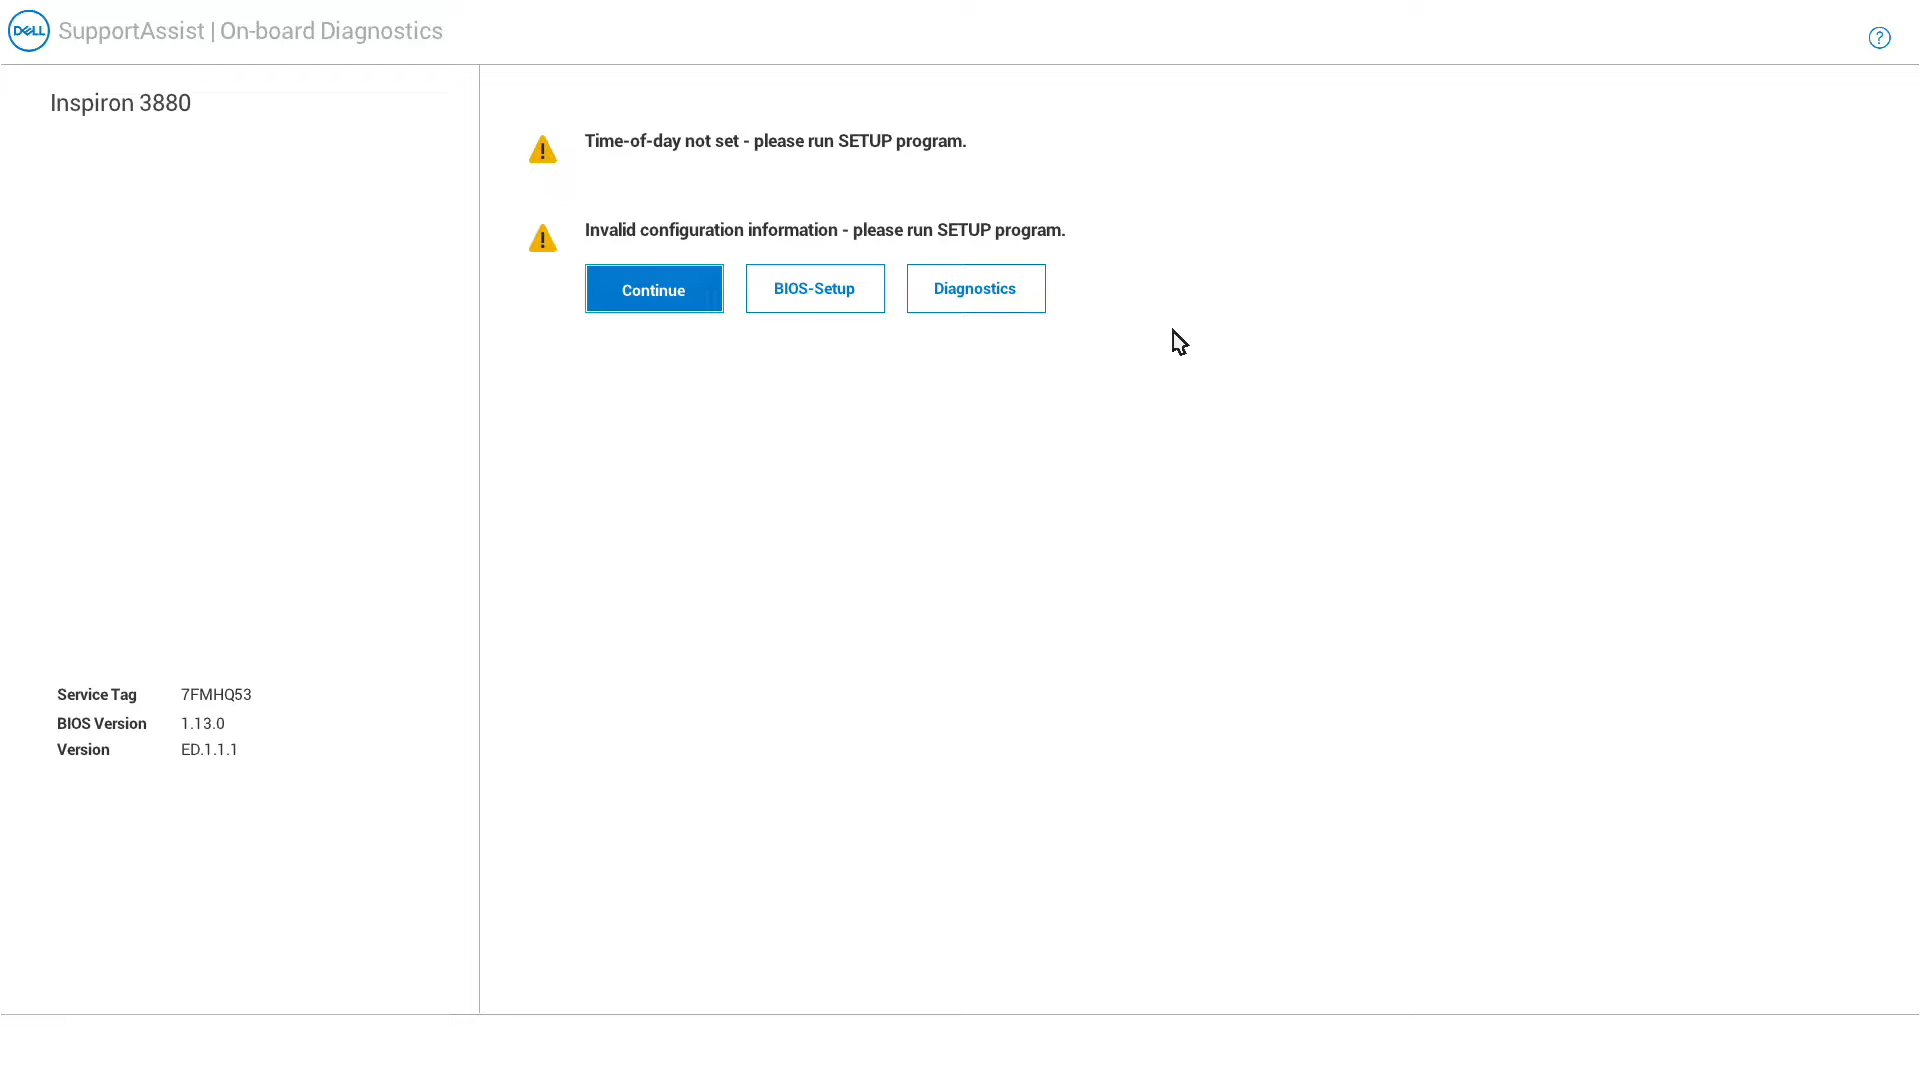 DELL SupportAssist | On-board Diagnostics
?
Inspiron 3880
Time-of-day not set - please run SETUP program.
Invalid configuration information - please run SETUP program.
Continue BIOS-Setup Diagnostics
Service Tag 7FMHQ53
BIOS Version 1.13.0
Version ED.1.1.1